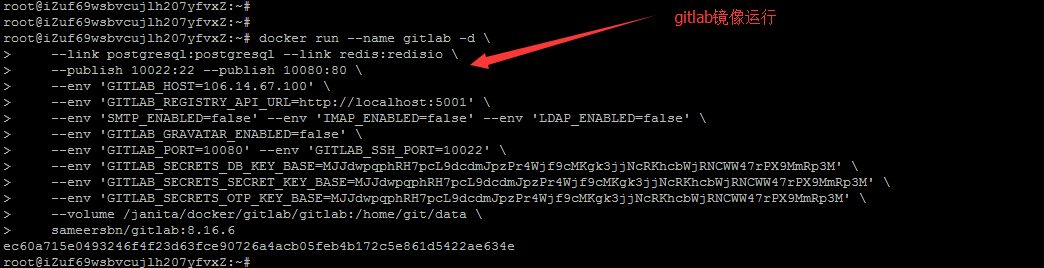 root@iZuf69wsbvcujlh207yfvxZ:~#
root@iZuf69wsbvcujlh207yfvxZ:~#
gitlab镜像运行
root@iZuf69wsbvcujlh207yfvxZ:~# docker run --name gitlab -d \
> --link postgresql:postgresql --link redis:redisio \
> --publish 10022:22 --publish 10080:80 \
> --env 'GITLAB_HOST=106.14.67.100' \
> --env 'GITLAB_REGISTRY_API_URL=http://localhost:5001' \
> --env 'SMTP_ENABLED=false' --env 'IMAP_ENABLED=false' --env 'LDAP_ENABLED=false' \
> --env 'GITLAB_GRAVATAR_ENABLED=false' \
> --env 'GITLAB_PORT=10080' --env 'GITLAB_SSH_PORT=10022' \
> --env 'GITLAB_SECRETS_DB_KEY_BASE=MJJdwpqphRH7pcL9dcdmJpzPr4Wjf9cMKgk3jjNcRKhcbWjRNCWW47rPX9MmRp3M' \
> --env 'GITLAB_SECRETS_SECRET_KEY_BASE=MJJdwpqphRH7pcL9dcdmJpzPr4Wjf9cMKgk3jjNcRKhcbWjRNCWW47rPX9MmRp3M' \
> --env 'GITLAB_SECRETS_OTP_KEY_BASE=MJJdwpqphRH7pcL9dcdmJpzPr4Wjf9cMKgk3jjNcRKhcbWjRNCWW47rPX9MmRp3M' \
> --volume /janita/docker/gitlab/gitlab:/home/git/data \
> sameersbn/gitlab:8.16.6
ec60a715e0493246f4f23d63fce90726a4acb05feb4b172c5e861d5422ae634e
root@iZuf69wsbvcujlh207yfvxZ:~#